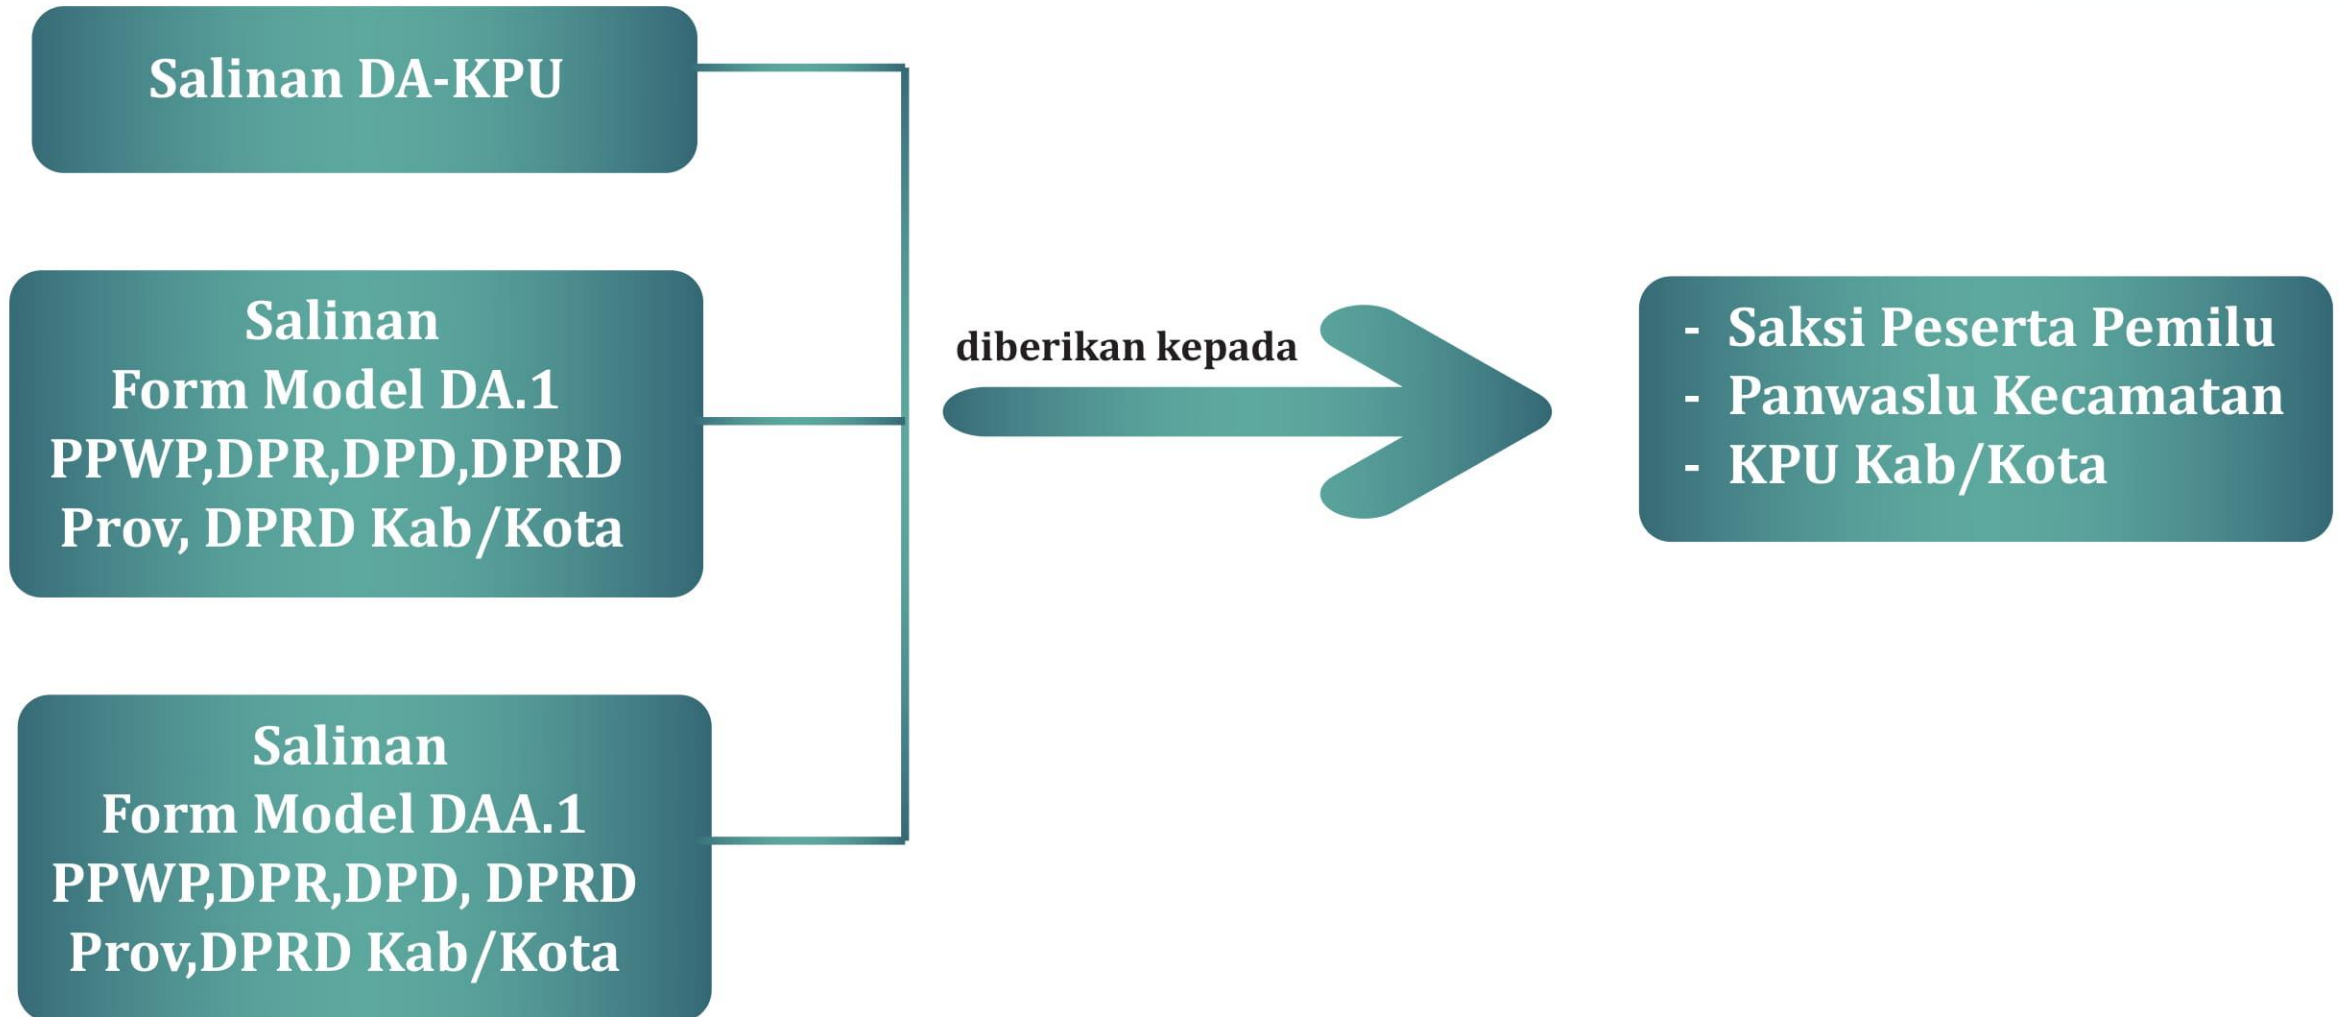 Salinan DA-KPU
Salinan
Form Model DA.1
PPWP,DPR,DPD,DPRD
Prov, DPRD Kab/Kota
Salinan
Form Model DAA.1
PPWP,DPR,DPD, DPRD
Prov,DPRD Kab/Kota
diberikan kepada
- Saksi Peserta Pemilu
- Panwaslu Kecamatan
- KPU Kab/Kota